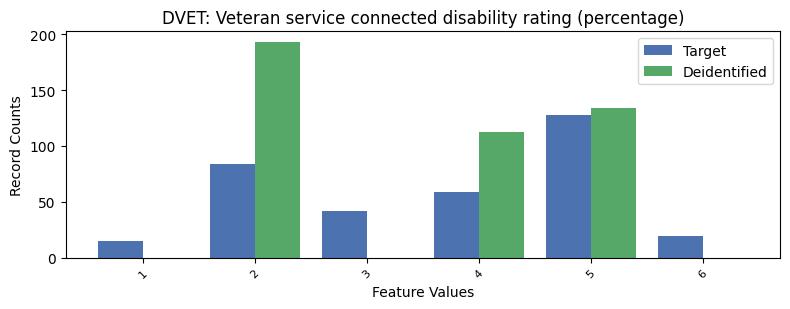 DVET: Veteran service connected disability rating (percentage)
Target
Deidentified
Record Counts
200
150
100
50
0
1 2 3 4 5 6
Feature Values